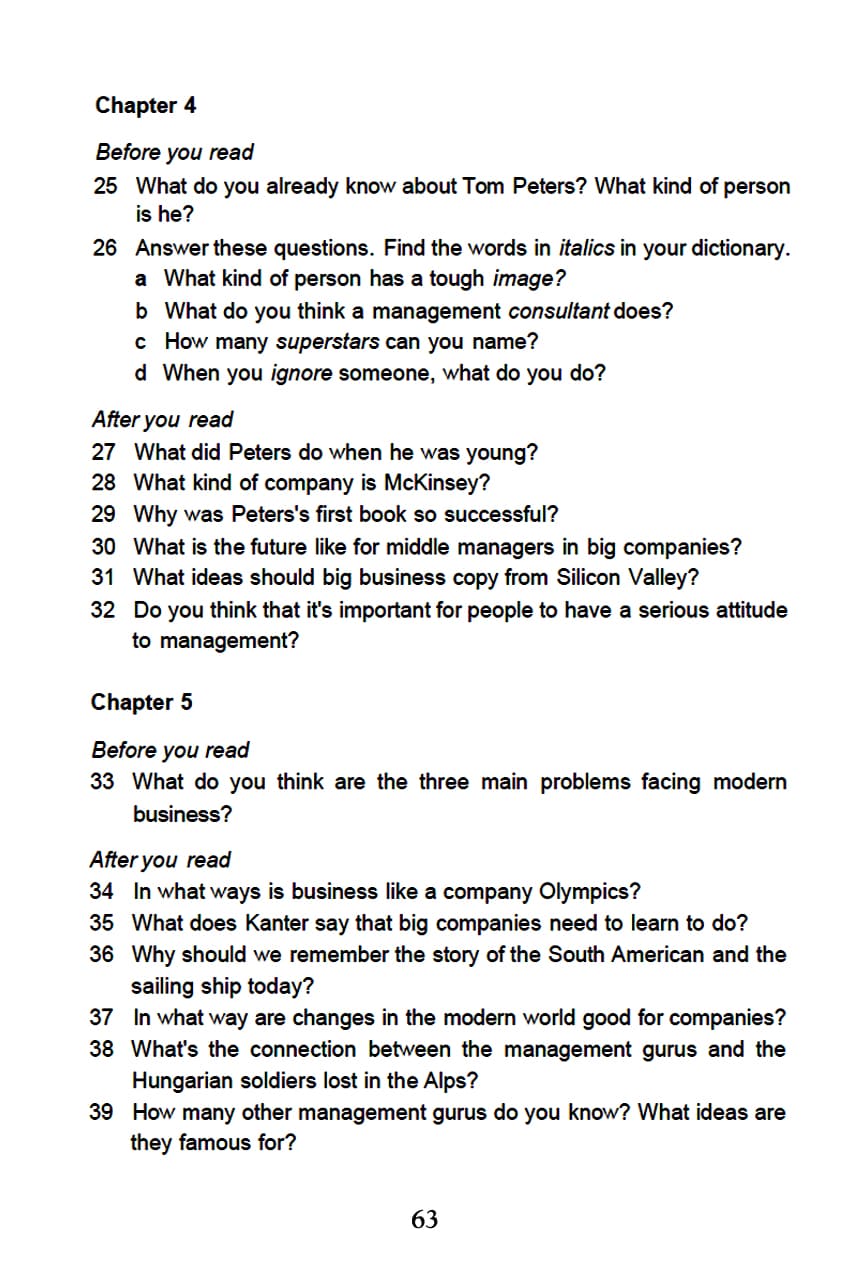 Chapter 4
Before you read
25 What do you already know about Tom Peters? What kind of person
is he?
26 Answer these questions. Find the words in italics in your dictionary.
a What kind of person has a tough image?
b What do you think a management consultant does?
c How many superstars can you name?
d When you ignore someone, what do you do?
After you read
27 What did Peters do when he was young?
28 What kind of company is McKinsey?
29 Why was Peters's first book so successful?
30 What is the future like for middle managers in big companies?
31 What ideas should big business copy from Silicon Valley?
32 Do you think that it's important for people to have a serious attitude
to management?
Chapter 5
Before you read
33 What do you think are the three main problems facing modern
business?
After you read
34 In what ways is business like a company Olympics?
35 What does Kanter say that big companies need to learn to do?
36 Why should we remember the story of the South American and the
sailing ship today?
37 In what way are changes in the modern world good for companies?
38 What's the connection between the management gurus and the
Hungarian soldiers lost in the Alps?
39 How many other management gurus do you know? What ideas are
they famous for?
63